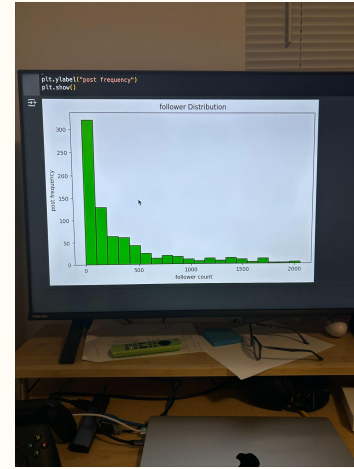 plt.ylabel("post frequency")
plt.show()
follower Distribution
post frequency
300
250
200
150
100
50
0
0 500 1000 1500 2000
follower count